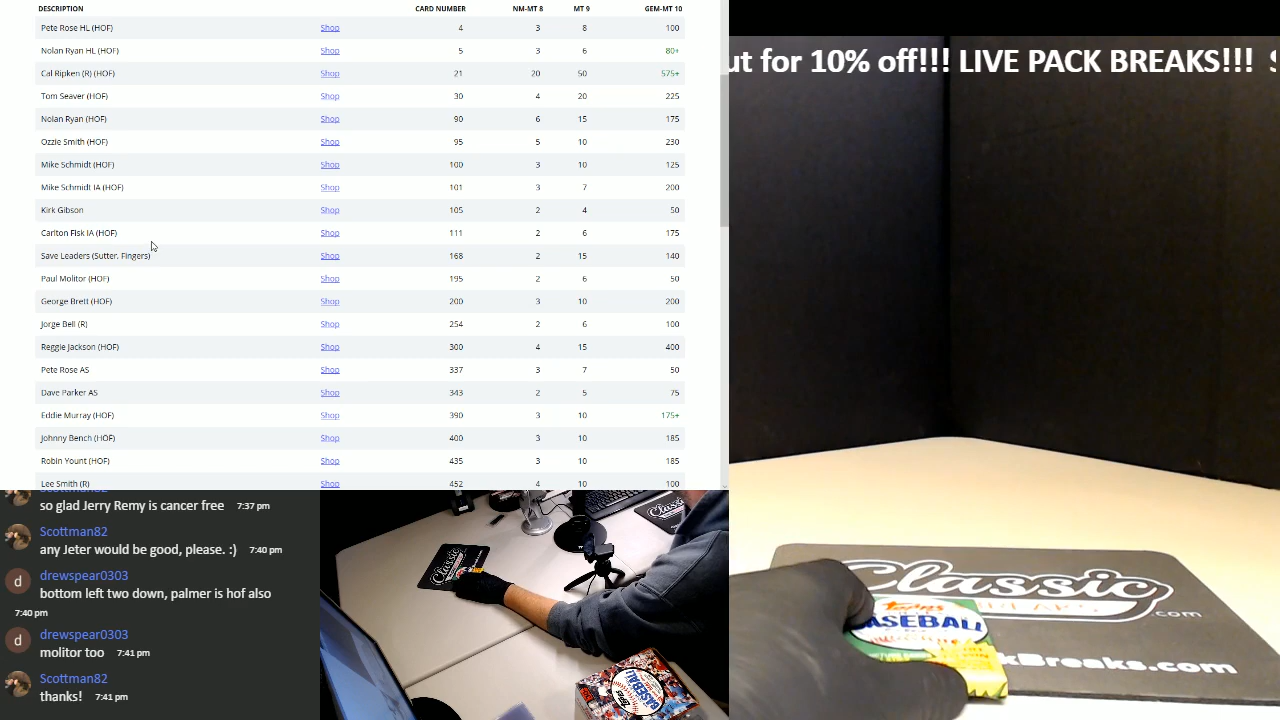 DESCRIPTION CARD NUMBER NM-MT 8 MT 9 GEM-MT 10
Pete Rose HL (HOF) Shop 4 3 8 100
Nolan Ryan HL (HOF) Shop 5 3 6 80+
Cal Ripken (R) (HOF) Shop 21 20 50 575+
Tom Seaver (HOF) Shop 30 4 20 225
Nolan Ryan (HOF) Shop 90 6 15 175
Ozzie Smith (HOF) Shop 95 5 10 230
Mike Schmidt (HOF) Shop 100 3 10 125
Mike Schmidt IA (HOF) Shop 101 3 7 200
Kirk Gibson Shop 105 2 4 50
Carlton Fisk IA (HOF) Shop 111 2 6 175
Save Leaders (Sutter. Fingers) Shop 168 2 15 140
Paul Molitor (HOF) Shop 195 2 6 50
George Brett (HOF) Shop 200 3 10 200
Jorge Bell (R) Shop 254 2 6 100
Reggie Jackson (HOF) Shop 300 4 15 400
Pete Rose AS Shop 337 3 7 50
Dave Parker AS Shop 343 2 5 75
Eddie Murray (HOF) Shop 390 3 10 175+
Johnny Bench (HOF) Shop 400 3 10 185
Robin Yount (HOF) Shop 435 3 10 185
Lee Smith (R) Shop 452 4 10 100
ut for 10% off!!! LIVE PACK BREAKS!!!
Scottman82
so glad Jerry Remy is cancer free 7:37 pm
Scottman82
any Jeter would be good, please. :) 7:40 pm
d drewspear0303
bottom left two down, palmer is hof also
7:40 pm
d drewspear0303
molitor too 7:41 pm
Scottman82
thanks! 7:41 pm
Classic
Classic
Topps
BASEBALL
Classic
.com
Topps
BASEBALL
kBreaks.com